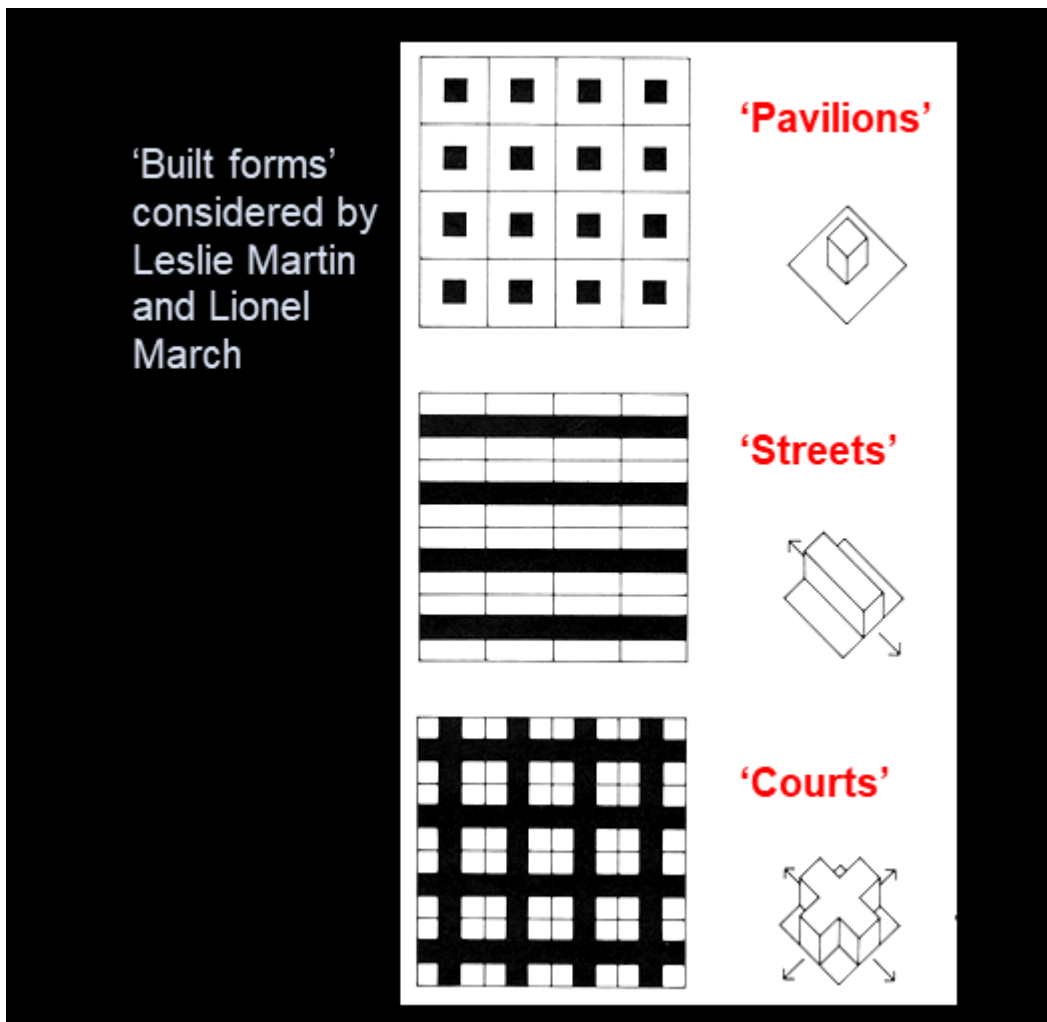 ‘Built forms’
considered by
Leslie Martin
and Lionel
March
‘Pavilions’
‘Streets’
‘Courts’